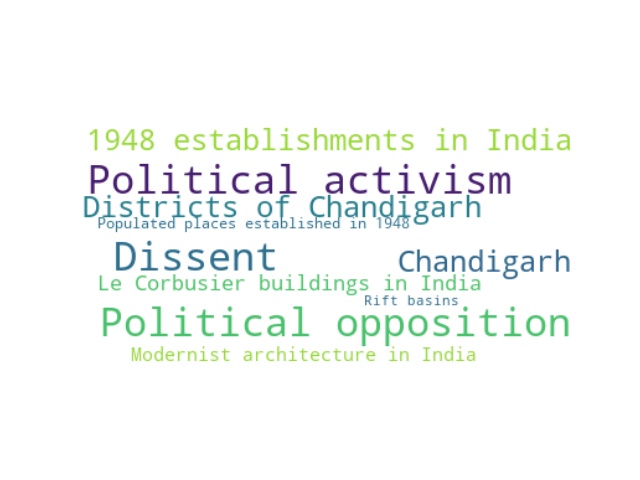 1948 establishments in India
Political activism
Districts of Chandigarh
Populated places established in 1948
Dissent
Chandigarh
Le Corbusier buildings in India
Rift basins
Political opposition
Modernist architecture in India